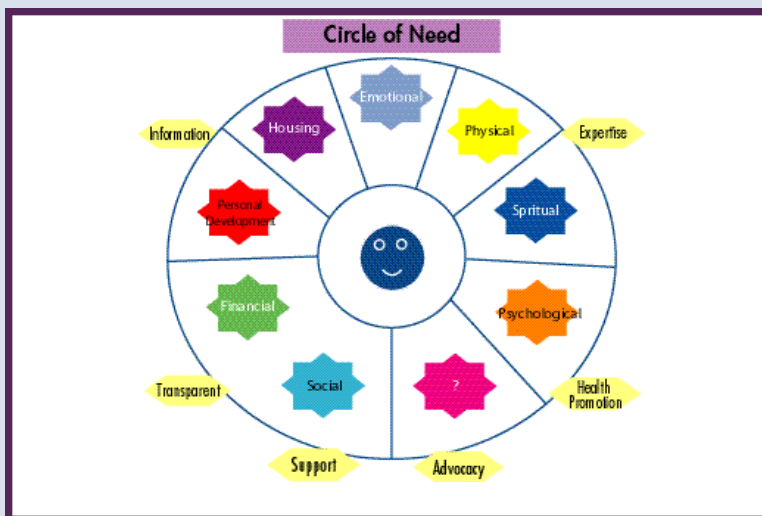 Circle of Need
Emotional
Housing
Physical
Information
Expertise
Personal
Development
Spritual
Financial
Psychological
Transparent
Social
?
Health
Promotion
Support
Advocacy